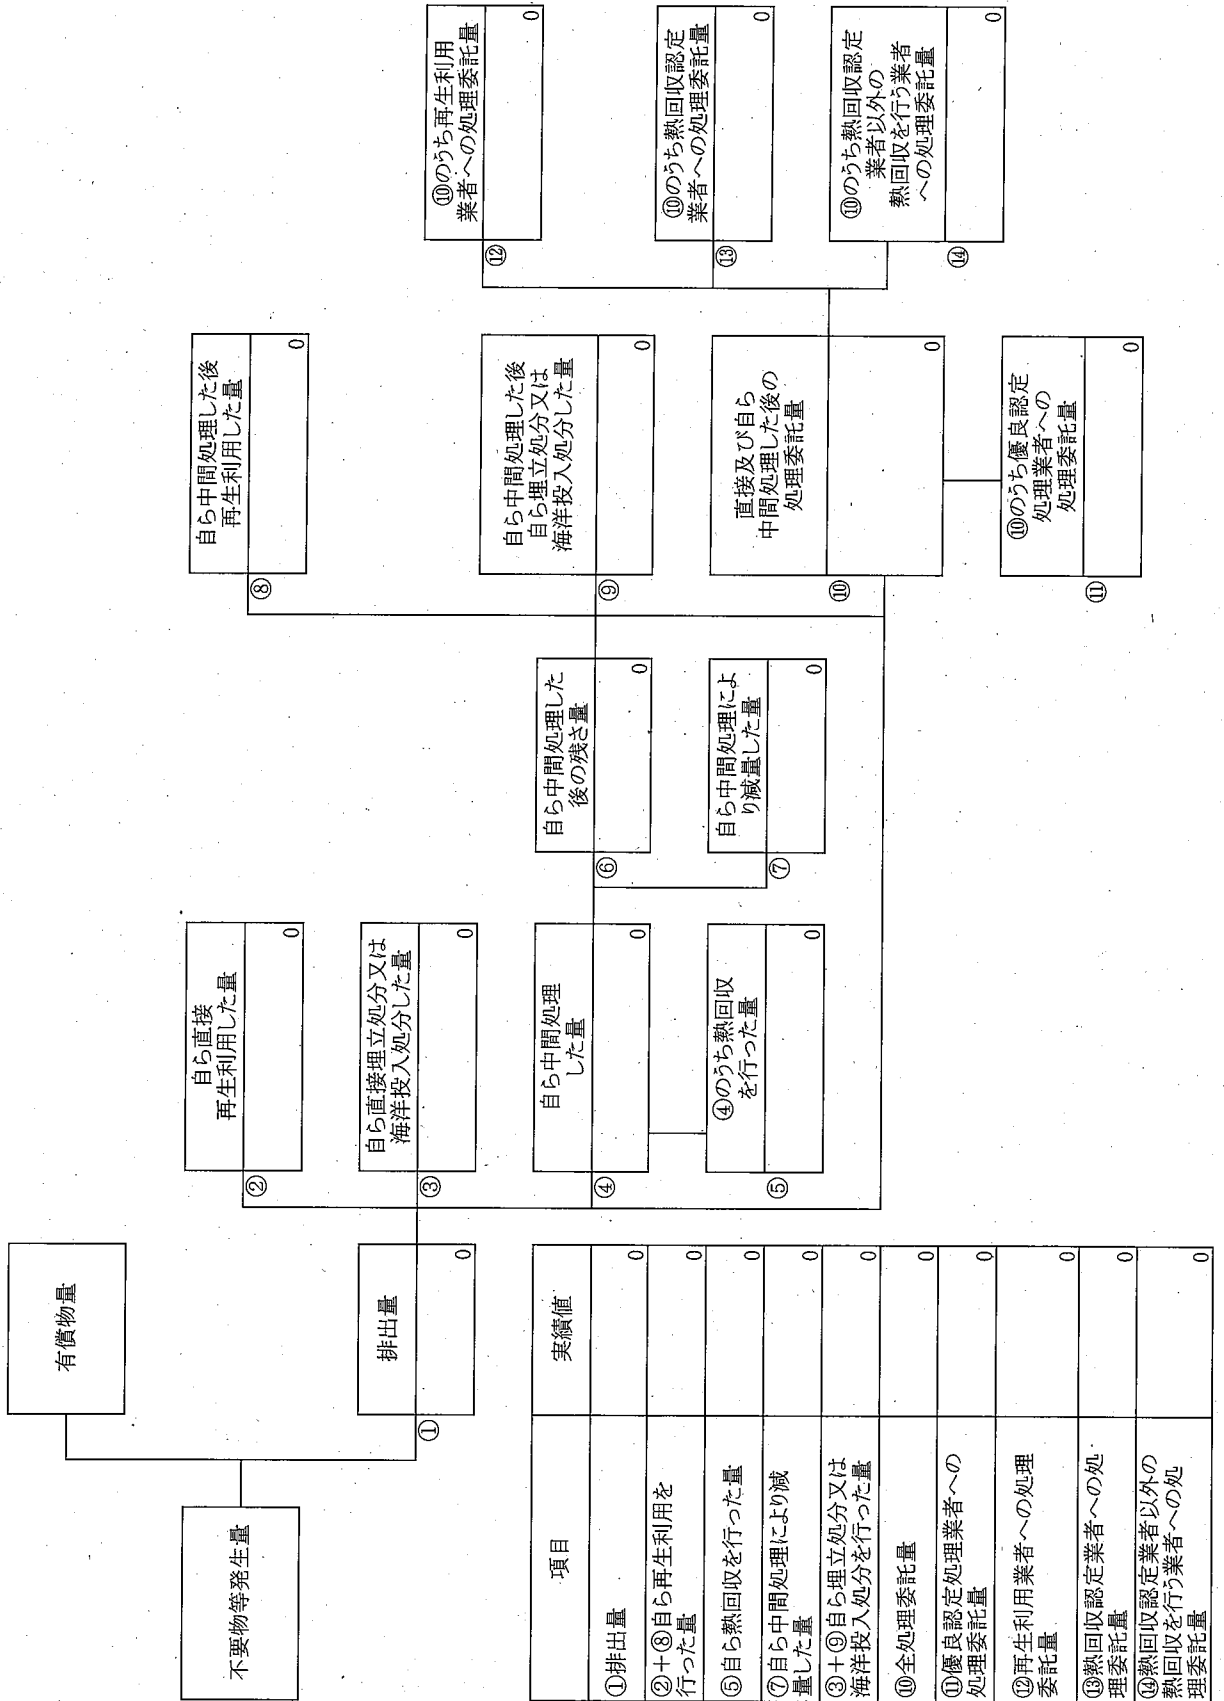 不要物等発生量
有償物量
①
排出量
0
②
自ら直接
再生利用した量
0
③
自ら直接埋立処分又は
海洋投入処分した量
0
④
自ら中間処理
した量
0
⑤
④のうち熱回収
を行った量
0
⑥
自ら中間処理した
後の残さ量
0
⑦
自ら中間処理によ
り減量した量
0
⑧
自ら中間処理した後
再生利用した量
0
⑨
自ら中間処理した後
自ら埋立処分又は
海洋投入処分した量
0
⑩
直接及び自ら
中間処理した後の
処理委託量
0
⑪
⑩のうち優良認定
処理業者への
処理委託量
0
⑫
⑩のうち再生利用
業者への処理委託量
0
⑬
⑩のうち熱回収認定
業者への処理委託量
0
⑭
⑩のうち熱回収認定
業者以外の
熱回収を行う業者
への処理委託量
0
項目
実績値
①排出量
0
②+⑧自ら再生利用を
行った量
0
⑤自ら熱回収を行った量
0
⑦自ら中間処理により減
量した量
0
③+⑨自ら埋立処分又は
海洋投入処分を行った量
0
⑩全処理委託量
0
⑪優良認定処理業者への
処理委託量
0
⑫再生利用業者への処理
委託量
0
⑬熱回収認定業者への処
理委託量
0
⑭熱回収認定業者以外の
熱回収を行う業者への処
理委託量
0